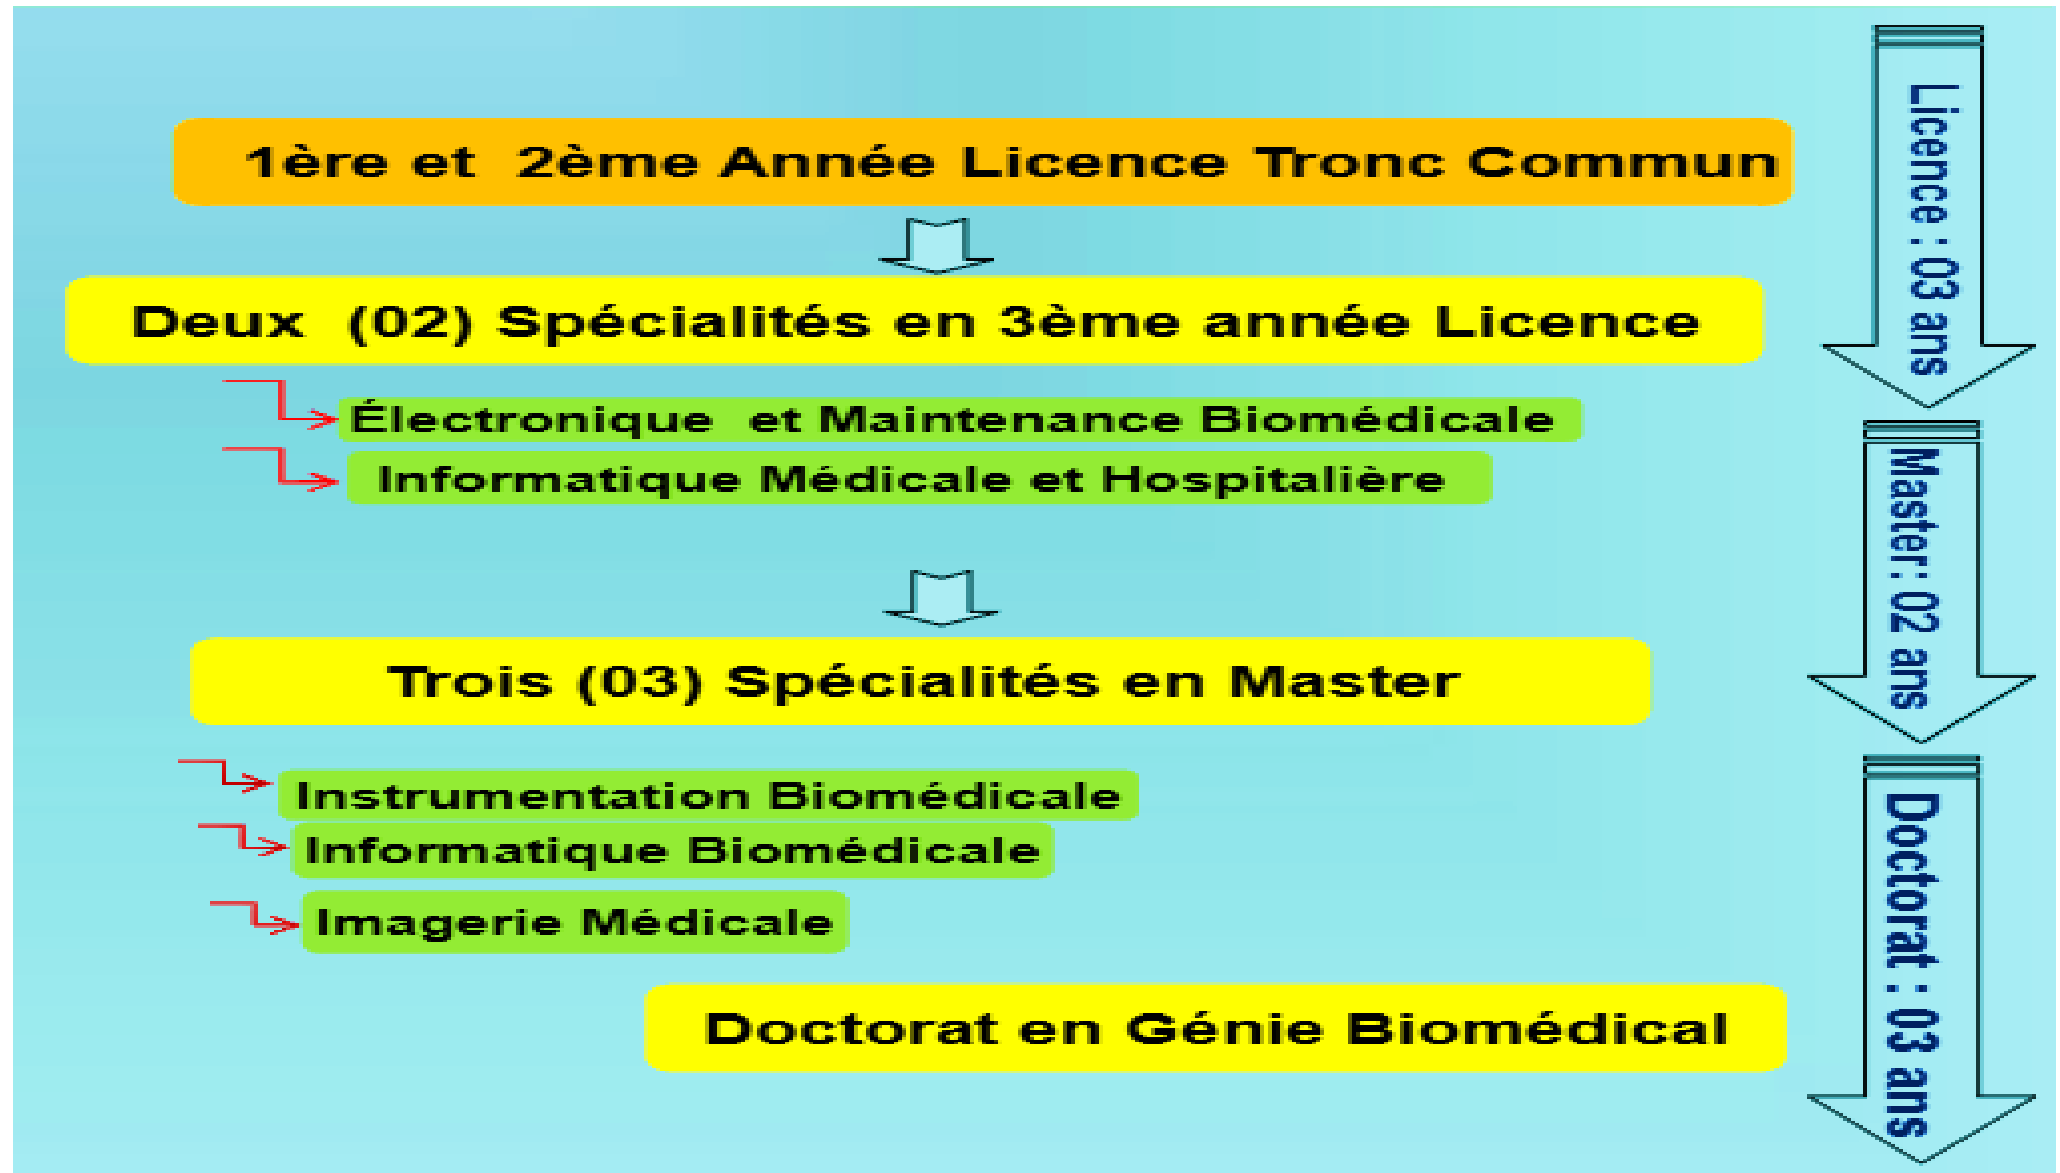 1ère et 2ème Année Licence Tronc Commun
Deux (02) Spécialités en 3ème année Licence
Électronique et Maintenance Biomédicale
Informatique Médicale et Hospitalière
Trois (03) Spécialités en Master
Instrumentation Biomédicale
Informatique Biomédicale
Imagerie Médicale
Doctorat en Génie Biomédical
Licence : 03 ans
Master: 02 ans
Doctorat : 03 ans